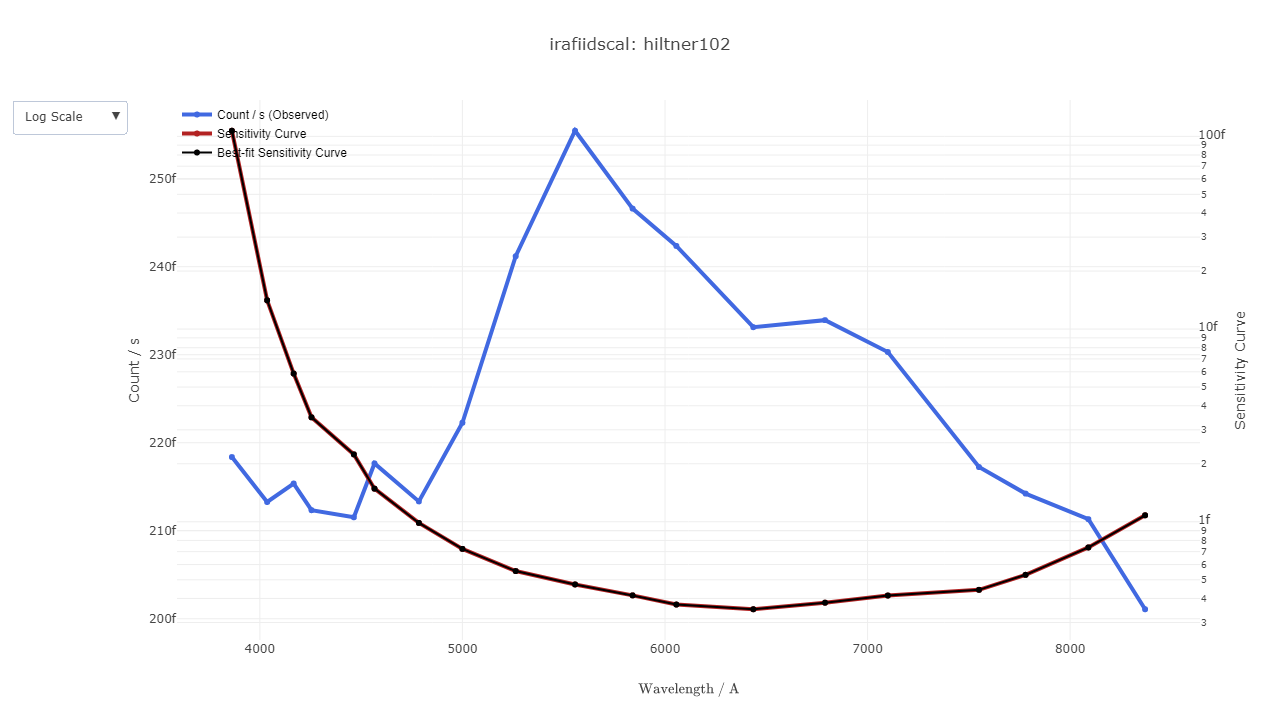 irafiidscal: hiltner102
Log Scale ▼
Count / s (Observed)
Sensitivity Curve
Best-fit Sensitivity Curve
250f
240f
230f
220f
210f
200f
Count / s
100f
9
8
7
6
5
4
3
2
10f
9
8
7
6
5
4
3
2
1f
9
8
7
6
5
4
3
Sensitivity Curve
4000 5000 6000 7000 8000
Wavelength / A